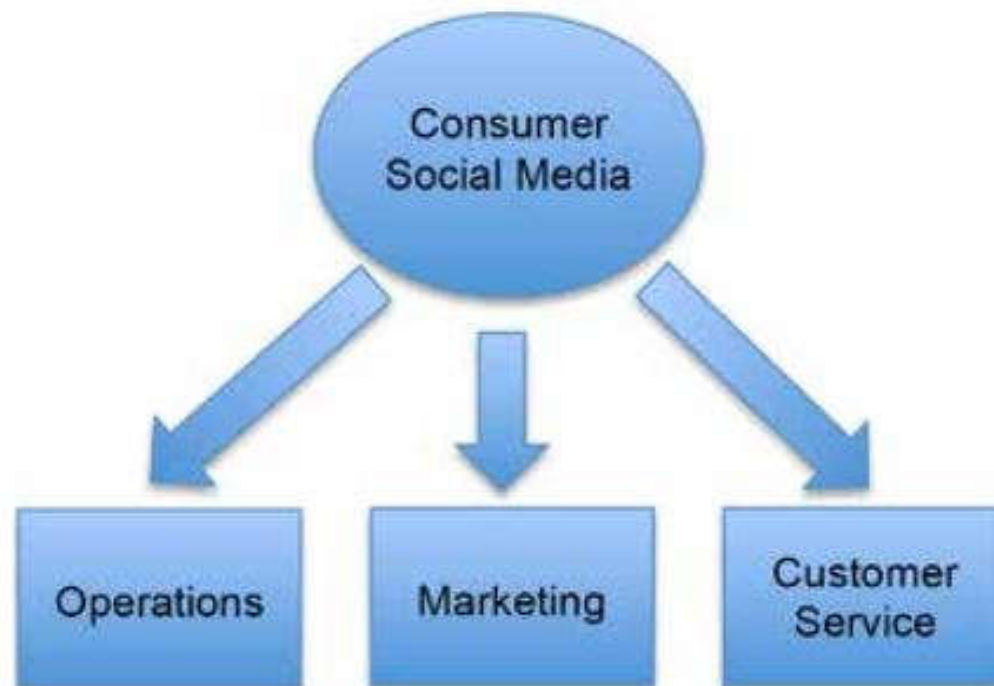 Consumer
Social Media
Operations
Marketing
Customer
Service